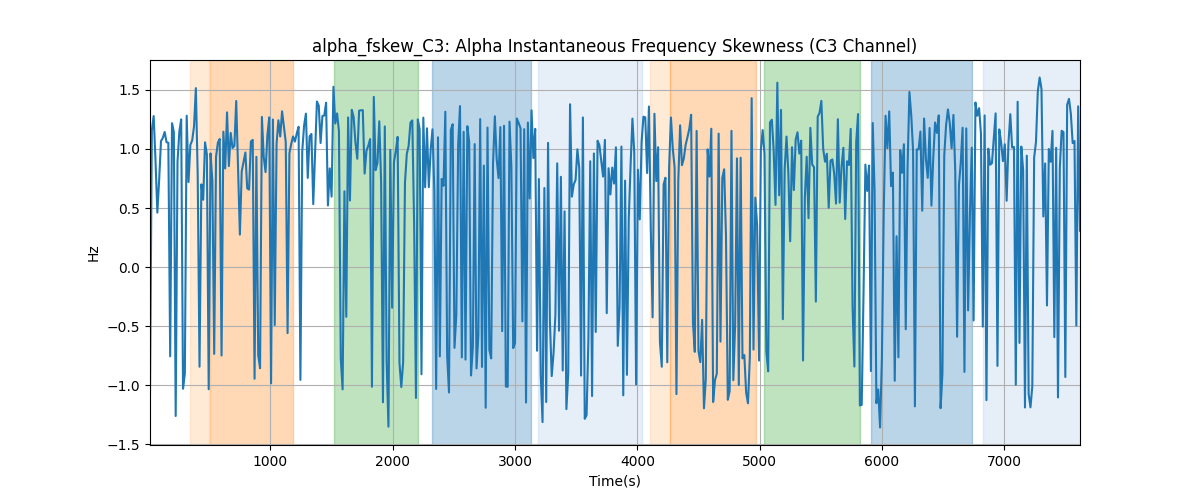 alpha_fskew_C3: Alpha Instantaneous Frequency Skewness (C3 Channel)
1.5
1.0
0.5
0.0
−0.5
−1.0
−1.5
Hz
1000 2000 3000 4000 5000 6000 7000
Time(s)